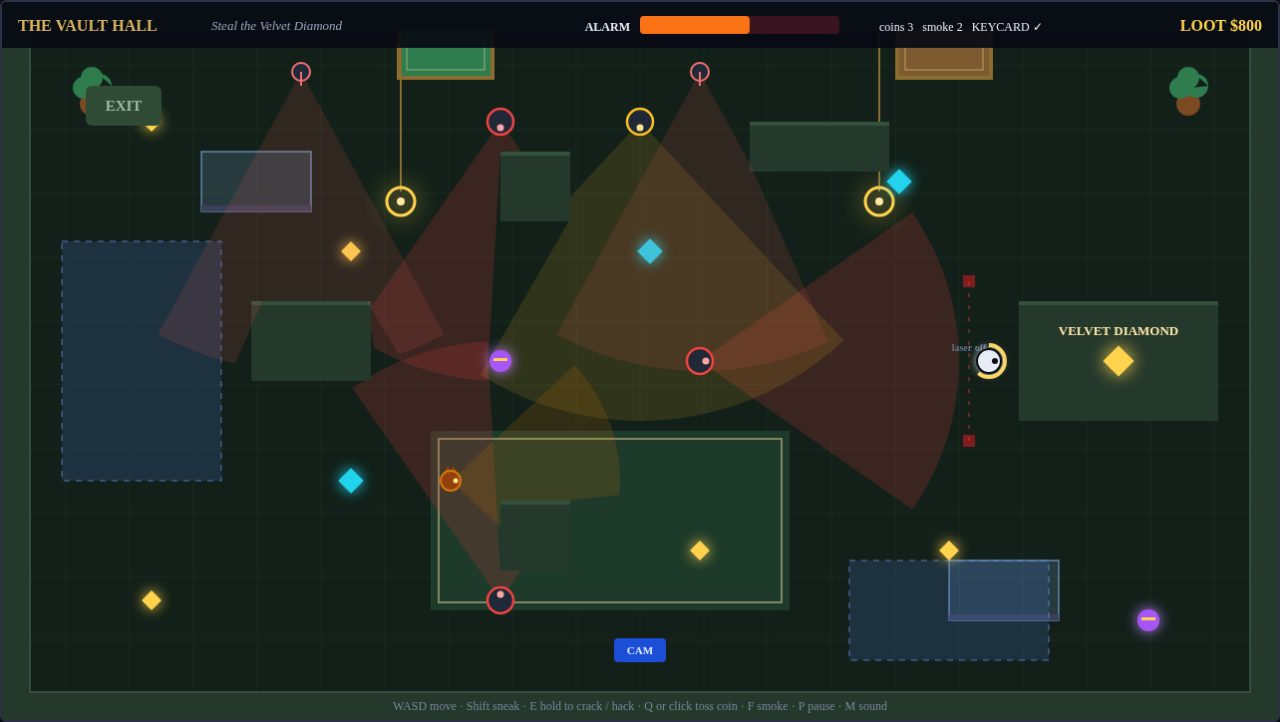 THE VAULT HALL
Steal the Velvet Diamond
ALARM
coins 3 smoke 2 KEYCARD ✓
LOOT $800
EXIT
VELVET DIAMOND
laser off
CAM
WASD move · Shift sneak · E hold to crack / hack · Q or click toss coin · F smoke · P pause · M sound